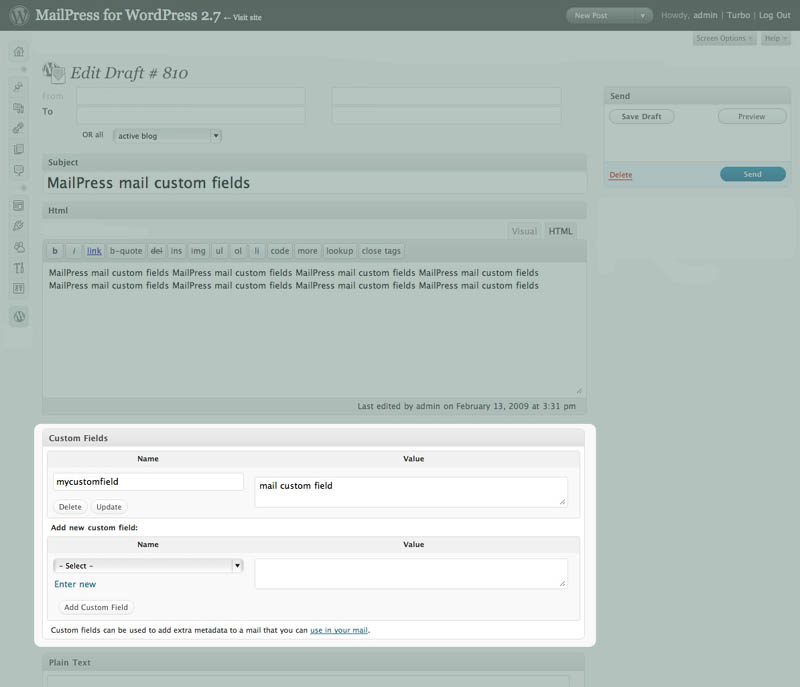 MailPress for WordPress 2.7 ← Visit site
New Post
Howdy, admin | Turbo | Log Out
Screen Options
Help
Edit Draft # 810
From
To
OR all active blog
Send
Save Draft
Preview
Delete
Send
Subject
MailPress mail custom fields
Html
Visual
HTML
b i link b-quote del ins img ul ol li code more lookup close tags
MailPress mail custom fields MailPress mail custom fields MailPress mail custom fields MailPress mail custom fields
MailPress mail custom fields MailPress mail custom fields MailPress mail custom fields MailPress mail custom fields
Last edited by admin on February 13, 2009 at 3:31 pm
Custom Fields
Name Value
mycustomfield
mail custom field
Delete Update
Add new custom field:
Name Value
– Select –
Enter new
Add Custom Field
Custom fields can be used to add extra metadata to a mail that you can use in your mail.
Plain Text